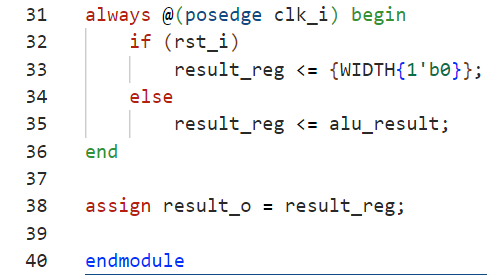 31 always @(posedge clk_i) begin
32 if (rst_i)
33 result_reg <= {WIDTH{1'b0}};
34 else
35 result_reg <= alu_result;
36 end
37
38 assign result_o = result_reg;
39
40 endmodule